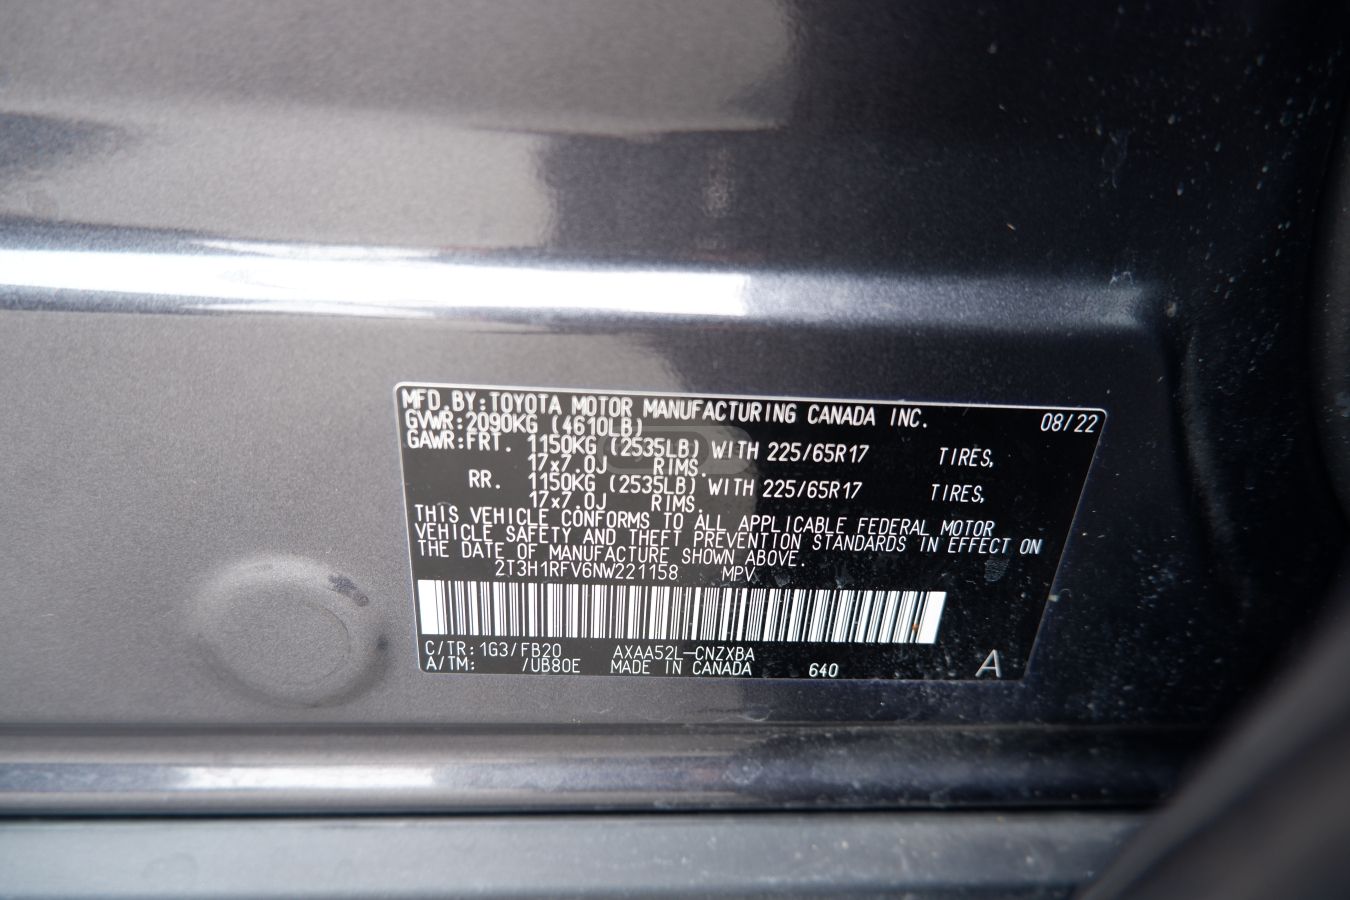 MFD.BY:TOYOTA MOTOR MANUFACTURING CANADA INC. 08/22
GVWR:2090KG (4610LB)
GAWR:FRT. 1150KG (2535LB) WITH 225/65R17 TIRES,
17x7.0J RIMS.
RR. 1150KG (2535LB) WITH 225/65R17 TIRES,
17x7.0J RIMS.
THIS VEHICLE CONFORMS TO ALL APPLICABLE FEDERAL MOTOR
VEHICLE SAFETY AND THEFT PREVENTION STANDARDS IN EFFECT ON
THE DATE OF MANUFACTURE SHOWN ABOVE.
2T3H1RFV6NW221158 MPV
C/TR: 1G3/FB20 AXAA52L-CNZXBA
A/TM: /UB80E MADE IN CANADA 640 A